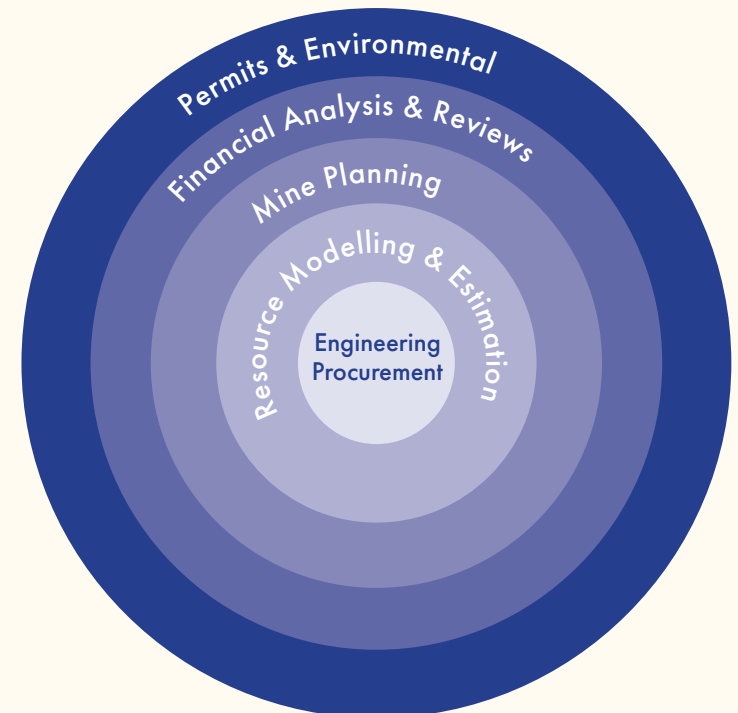 Permits & Environmental
Financial Analysis & Reviews
Mine Planning
Resource Modelling & Estimation
Engineering
Procurement